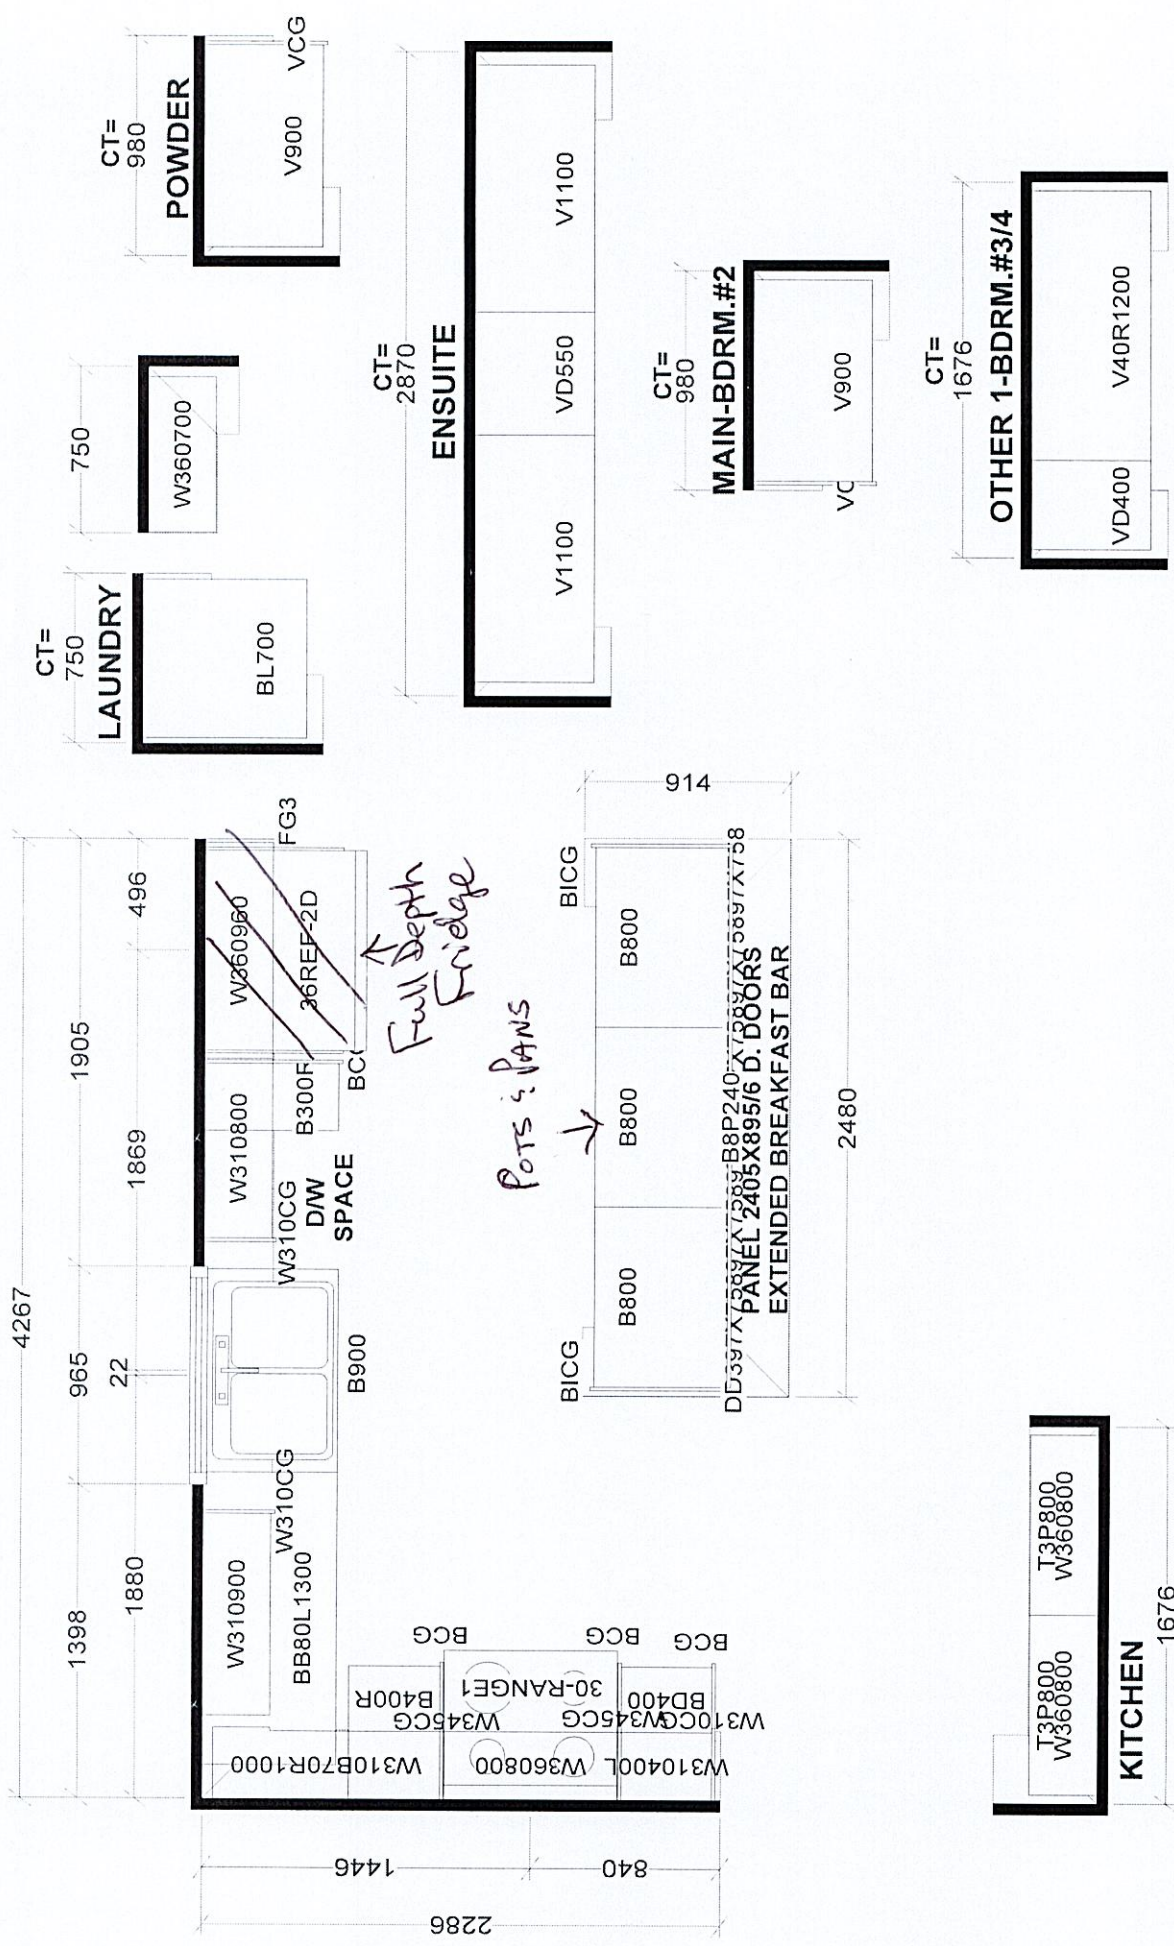 4267
1398
965
1905
1880
22
1869
496
W310900
W310CG
BB80L1300
W310B70R1000
B400R
BCG
W345CG
30-RANGE1
W360800
BCG
W345CG
BD400
BCG
W310CG
W310400L
1446
840
2286
B900
W310CG
D/W
SPACE
W310800
B300R
W360960
36REF-2D
FG3
Full Depth
Fridge
POTS & PANS
BICG
BICG
B800
B800
B800
914
PANEL 2405X895/6 D. DOORS
EXTENDED BREAKFAST BAR
2480
T3P800
W360800
T3P800
W360800
KITCHEN
1676
CT=
750
LAUNDRY
BL700
750
W360700
CT=
980
POWDER
V900
VCG
CT=
2870
ENSUITE
V1100
VD550
V1100
CT=
980
MAIN-BDRM.#2
V900
CT=
1676
OTHER 1-BDRM.#3/4
VD400
V40R1200